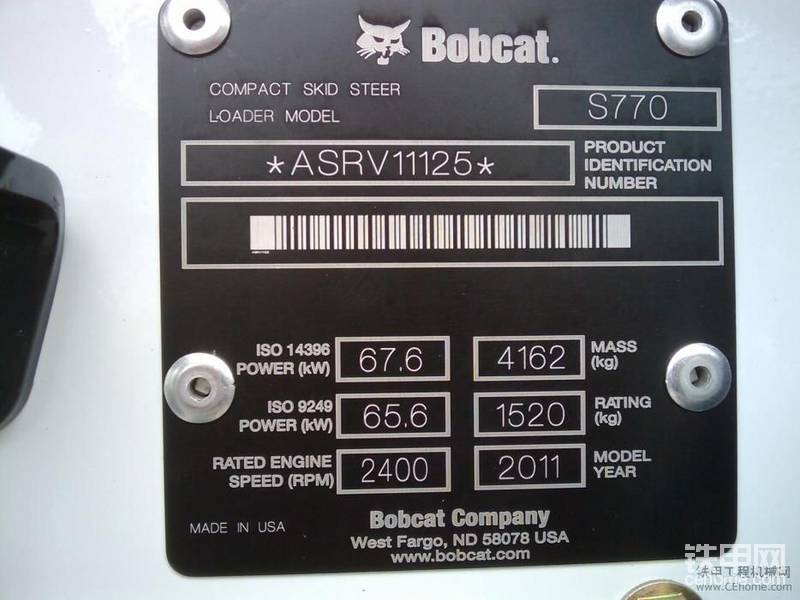 Bobcat.
COMPACT SKID STEER
LOADER MODEL
S770
*ASRV11125*
PRODUCT
IDENTIFICATION
NUMBER
ISO 14396
POWER (kW)
67.6
4162
MASS
(kg)
ISO 9249
POWER (kW)
65.6
1520
RATING
(kg)
RATED ENGINE
SPEED (RPM)
2400
2011
MODEL
YEAR
MADE IN USA
Bobcat Company
West Fargo, ND 58078 USA
www.bobcat.com
铁甲网
铁甲工程机械网
cehome.com
www.CEhome.com